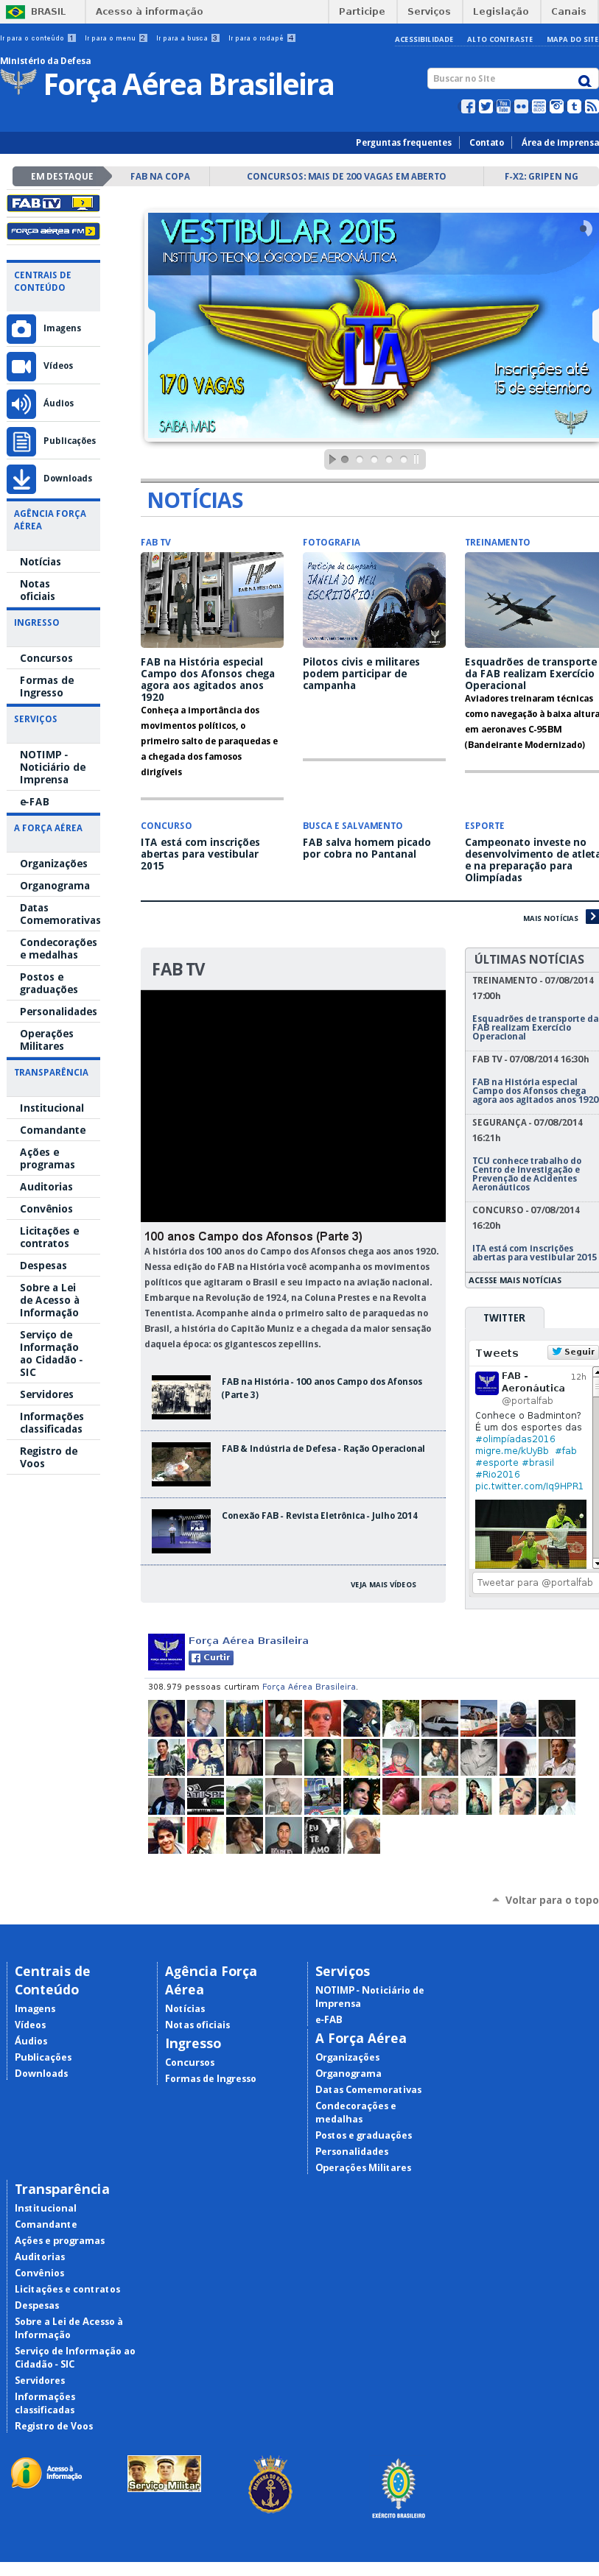 BRASIL
Acesso à informação
Participe
Serviços
Legislação
Canais
Ir para o conteúdo 1
Ir para o menu 2
Ir para a busca 3
Ir para o rodapé 4
ACESSIBILIDADE
ALTO CONTRASTE
MAPA DO SITE
Ministério da Defesa
Força Aérea Brasileira
Buscar no Site
Perguntas frequentes
Contato
Área de Imprensa
EM DESTAQUE
FAB NA COPA
CONCURSOS: MAIS DE 200 VAGAS EM ABERTO
F-X2: GRIPEN NG
FAB TV
FORÇA AÉREA FM
CENTRAIS DE
CONTEÚDO
Imagens
Vídeos
Áudios
Publicações
Downloads
AGÊNCIA FORÇA
AÉREA
Notícias
Notas
oficiais
INGRESSO
Concursos
Formas de
Ingresso
SERVIÇOS
NOTIMP -
Noticiário de
Imprensa
e-FAB
A FORÇA AÉREA
Organizações
Organograma
Datas
Comemorativas
Condecorações
e medalhas
Postos e
graduações
Personalidades
Operações
Militares
TRANSPARÊNCIA
Institucional
Comandante
Ações e
programas
Auditorias
Convênios
Licitações e
contratos
Despesas
Sobre a Lei
de Acesso à
Informação
Serviço de
Informação
ao Cidadão -
SIC
Servidores
Informações
classificadas
Registro de
Voos
VESTIBULAR 2015
INSTITUTO TECNOLÓGICO DE AERONÁUTICA
ITA
170 VAGAS
SAIBA MAIS
Inscrições até
15 de setembro
NOTÍCIAS
FAB TV
FAB NA HISTÓRIA
FAB na História especial
Campo dos Afonsos chega
agora aos agitados anos
1920
Conheça a importância dos
movimentos políticos, o
primeiro salto de paraquedas e
a chegada dos famosos
dirigíveis
FOTOGRAFIA
Participe da campanha
JANELA DO MEU
ESCRITÓRIO!
Pilotos civis e militares
podem participar de
campanha
TREINAMENTO
Esquadrões de transporte
da FAB realizam Exercício
Operacional
Aviadores treinaram técnicas
como navegação à baixa altura
em aeronaves C-95BM
(Bandeirante Modernizado)
CONCURSO
ITA está com inscrições
abertas para vestibular
2015
BUSCA E SALVAMENTO
FAB salva homem picado
por cobra no Pantanal
ESPORTE
Campeonato investe no
desenvolvimento de atleta
e na preparação para
Olimpíadas
MAIS NOTÍCIAS
FAB TV
100 anos Campo dos Afonsos (Parte 3)
A história dos 100 anos do Campo dos Afonsos chega aos anos 1920.
Nessa edição do FAB na História você acompanha os movimentos
políticos que agitaram o Brasil e seu impacto na aviação nacional.
Embarque na Revolução de 1924, na Coluna Prestes e na Revolta
Tenentista. Acompanhe ainda o primeiro salto de paraquedas no
Brasil, a história do Capitão Muniz e a chegada da maior sensação
daquela época: os gigantescos zepellins.
FAB na História - 100 anos Campo dos Afonsos
(Parte 3)
FAB & Indústria de Defesa - Ração Operacional
Conexão FAB - Revista Eletrônica - Julho 2014
VEJA MAIS VÍDEOS
ÚLTIMAS NOTÍCIAS
TREINAMENTO - 07/08/2014
17:00h
Esquadrões de transporte da
FAB realizam Exercício
Operacional
FAB TV - 07/08/2014 16:30h
FAB na História especial
Campo dos Afonsos chega
agora aos agitados anos 1920
SEGURANÇA - 07/08/2014
16:21h
TCU conhece trabalho do
Centro de Investigação e
Prevenção de Acidentes
Aeronáuticos
CONCURSO - 07/08/2014
16:20h
ITA está com inscrições
abertas para vestibular 2015
ACESSE MAIS NOTÍCIAS
TWITTER
Tweets
Seguir
FAB -
Aeronáutica
12h
@portalfab
Conhece o Badminton?
É um dos esportes das
#olimpíadas2016
migre.me/kUyBb #fab
#esporte #brasil
#Rio2016
pic.twitter.com/Iq9HPR1
Tweetar para @portalfab
Força Aérea Brasileira
Curtir
308.979 pessoas curtiram Força Aérea Brasileira.
EU TE AMO
Voltar para o topo
Centrais de
Conteúdo
Imagens
Vídeos
Áudios
Publicações
Downloads
Agência Força
Aérea
Notícias
Notas oficiais
Ingresso
Concursos
Formas de Ingresso
Serviços
NOTIMP - Noticiário de
Imprensa
e-FAB
A Força Aérea
Organizações
Organograma
Datas Comemorativas
Condecorações e
medalhas
Postos e graduações
Personalidades
Operações Militares
Transparência
Institucional
Comandante
Ações e programas
Auditorias
Convênios
Licitações e contratos
Despesas
Sobre a Lei de Acesso à
Informação
Serviço de Informação ao
Cidadão - SIC
Servidores
Informações
classificadas
Registro de Voos
Acesso à
Informação
Serviço Militar
MARINHA DO BRASIL
EXÉRCITO BRASILEIRO